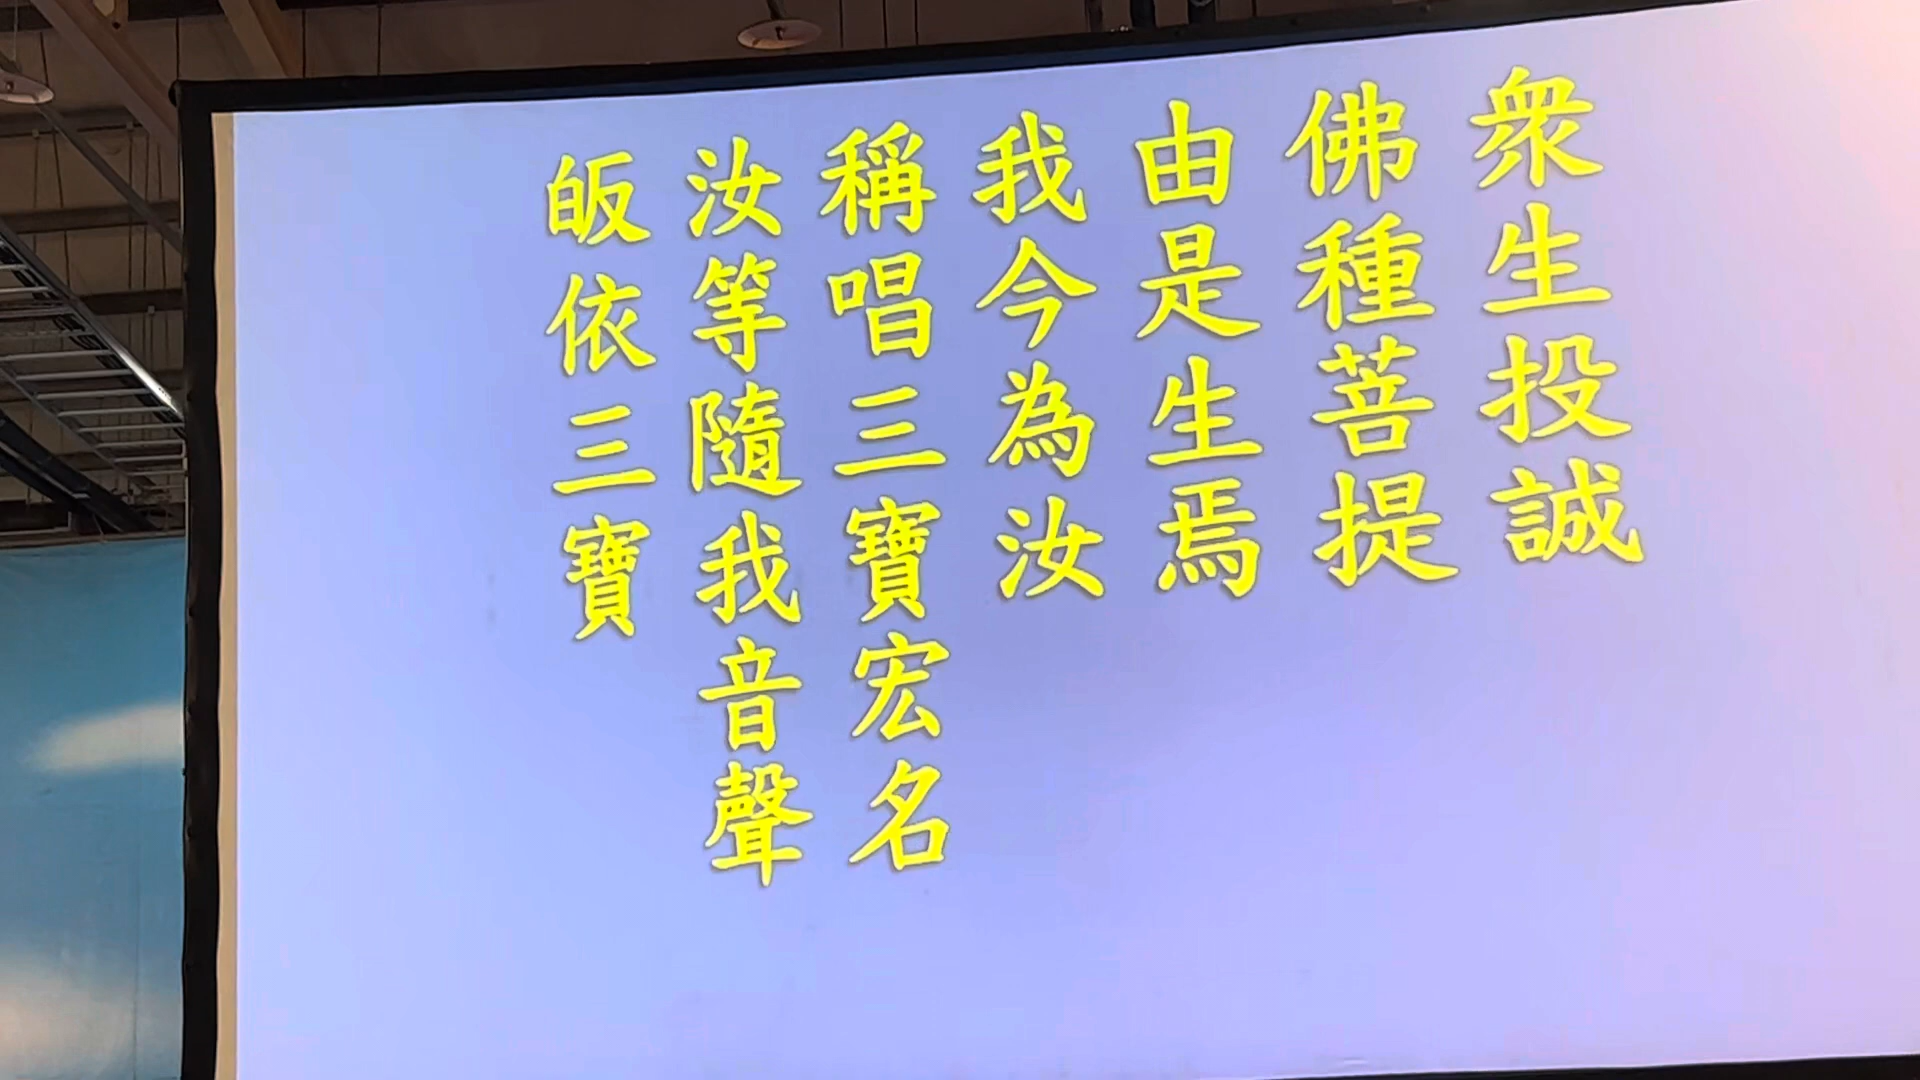 眾生投誠
佛種菩提
由是生焉
我今為汝
稱唱三寶宏名
汝等隨我音聲
皈依三寶